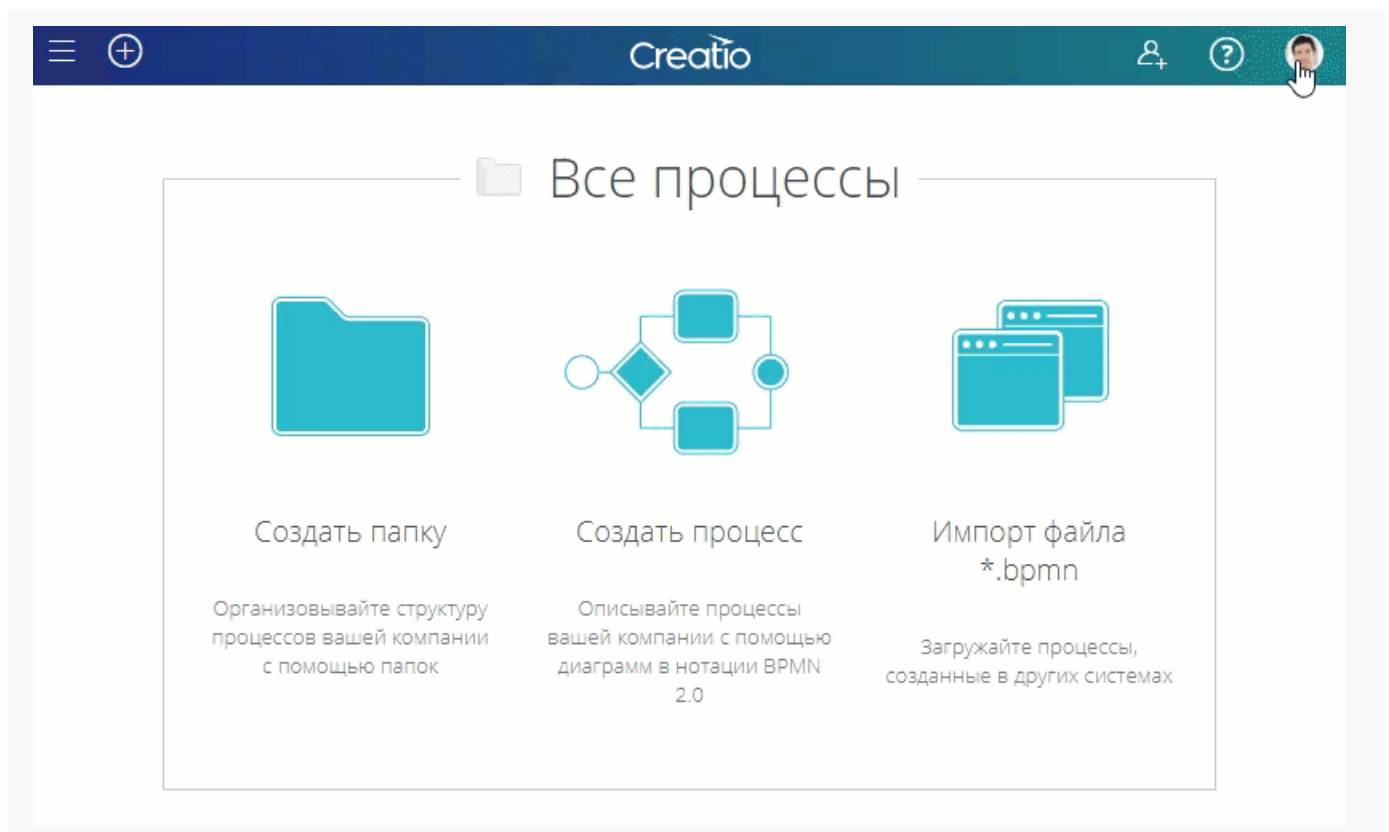 Creatio
Все процессы
Создать папку
Организовывайте структуру
процессов вашей компании
с помощью папок
Создать процесс
Описывайте процессы
вашей компании с помощью
диаграмм в нотации BPMN
2.0
Импорт файла
*.bpmn
Загружайте процессы,
созданные в других системах